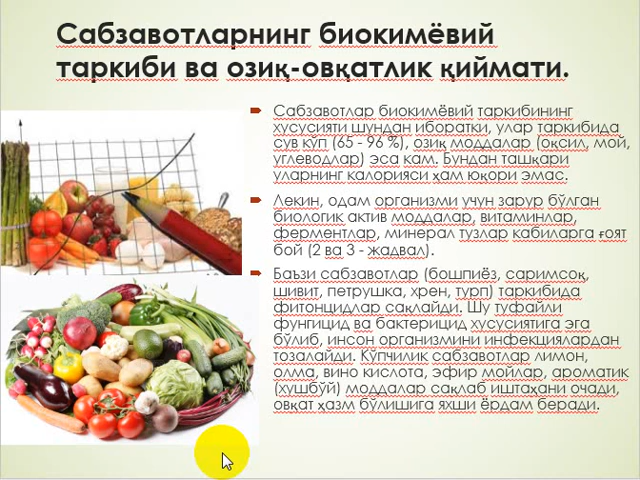 Сабзавотларнинг биокимёвий
таркиби ва озиқ-овқатлик қиймати.
Сабзавотлар биокимёвий таркибининг
хусусияти шундан иборатки, улар таркибида
сув кўп (65 - 96 %), озиқ моддалар (оқсил, мой,
углеводлар) эса кам. Бундан ташқари
уларнинг калорияси ҳам юқори эмас.
Лекин, одам организми учун зарур бўлган
биологик актив моддалар, витаминлар,
ферментлар, минерал тузлар кабиларга ғоят
бой (2 ва 3 - жадвал).
Баъзи сабзавотлар (бошпиёз, саримсоқ,
шивит, петрушка, хрен, турп) таркибида
фитонцидлар сақлайди. Шу туфайли
фунгицид ва бактерицид хусусиятига эга
бўлиб, инсон организмини инфекциялардан
тозалайди. Кўпчилик сабзавотлар лимон,
олма, вино кислота, эфир мойлар, ароматик
(хушбўй) моддалар сақлаб иштаҳани очади,
овқат ҳазм бўлишига яхши ёрдам беради.